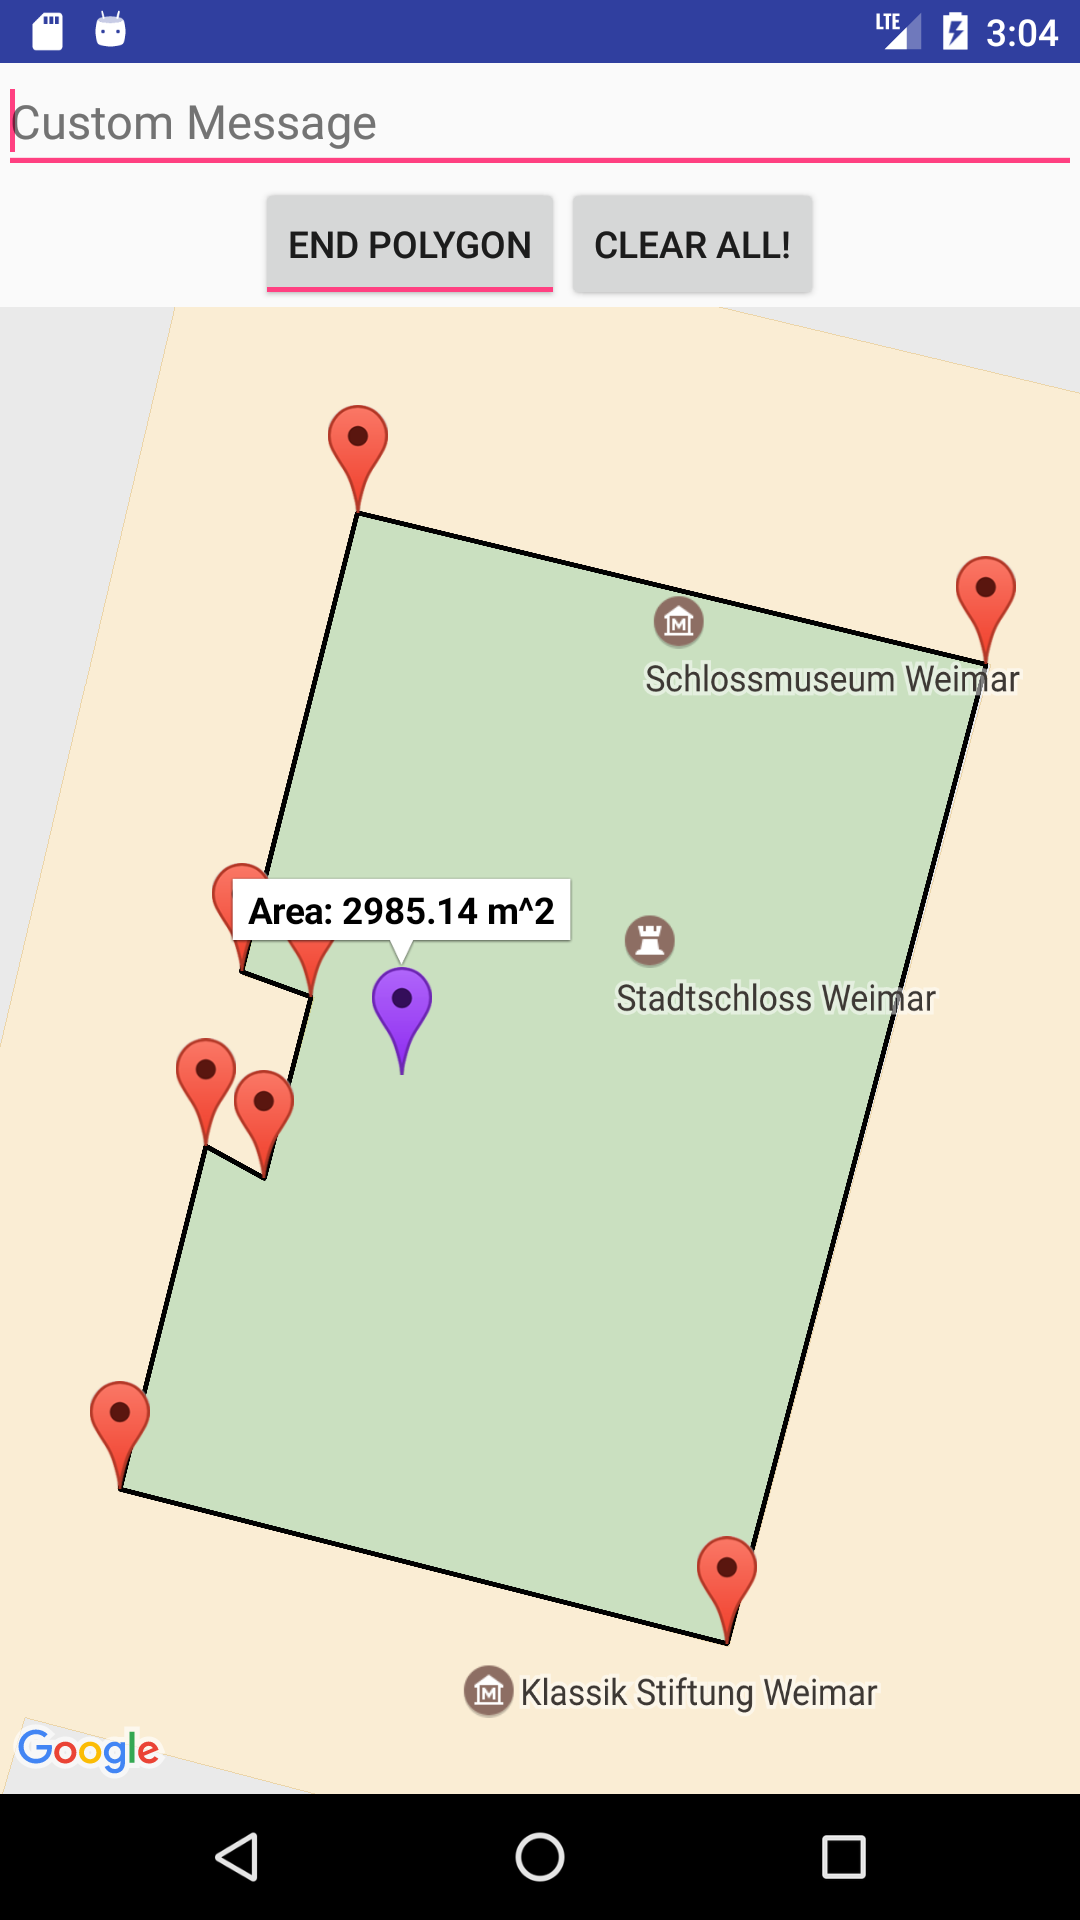 LTE 3:04
Custom Message
END POLYGON CLEAR ALL!
Schlossmuseum Weimar
Area: 2985.14 m^2
Stadtschloss Weimar
Klassik Stiftung Weimar
Google